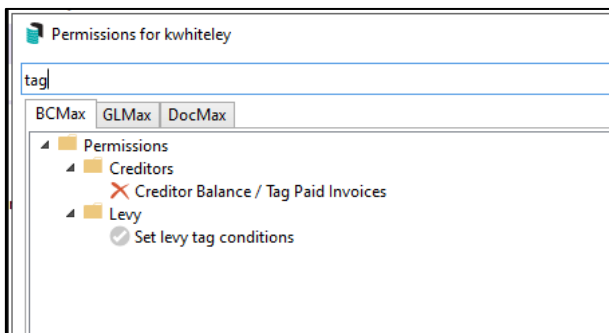 Permissions for kwhiteley
tag
BCMax GLMax DocMax
Permissions
Creditors
Creditor Balance / Tag Paid Invoices
Levy
Set levy tag conditions